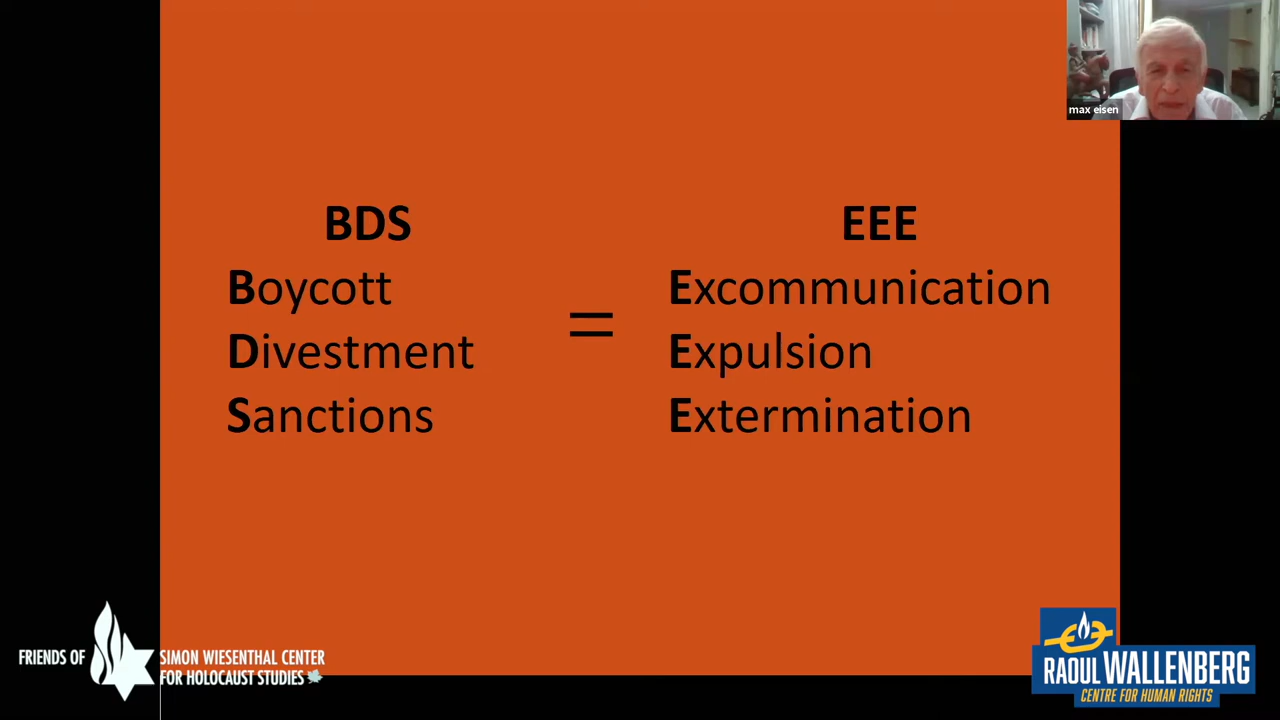 max eisen
BDS
Boycott
Divestment
Sanctions
=
EEE
Excommunication
Expulsion
Extermination
FRIENDS OF
SIMON WIESENTHAL CENTER
FOR HOLOCAUST STUDIES
RAOUL WALLENBERG
CENTRE FOR HUMAN RIGHTS